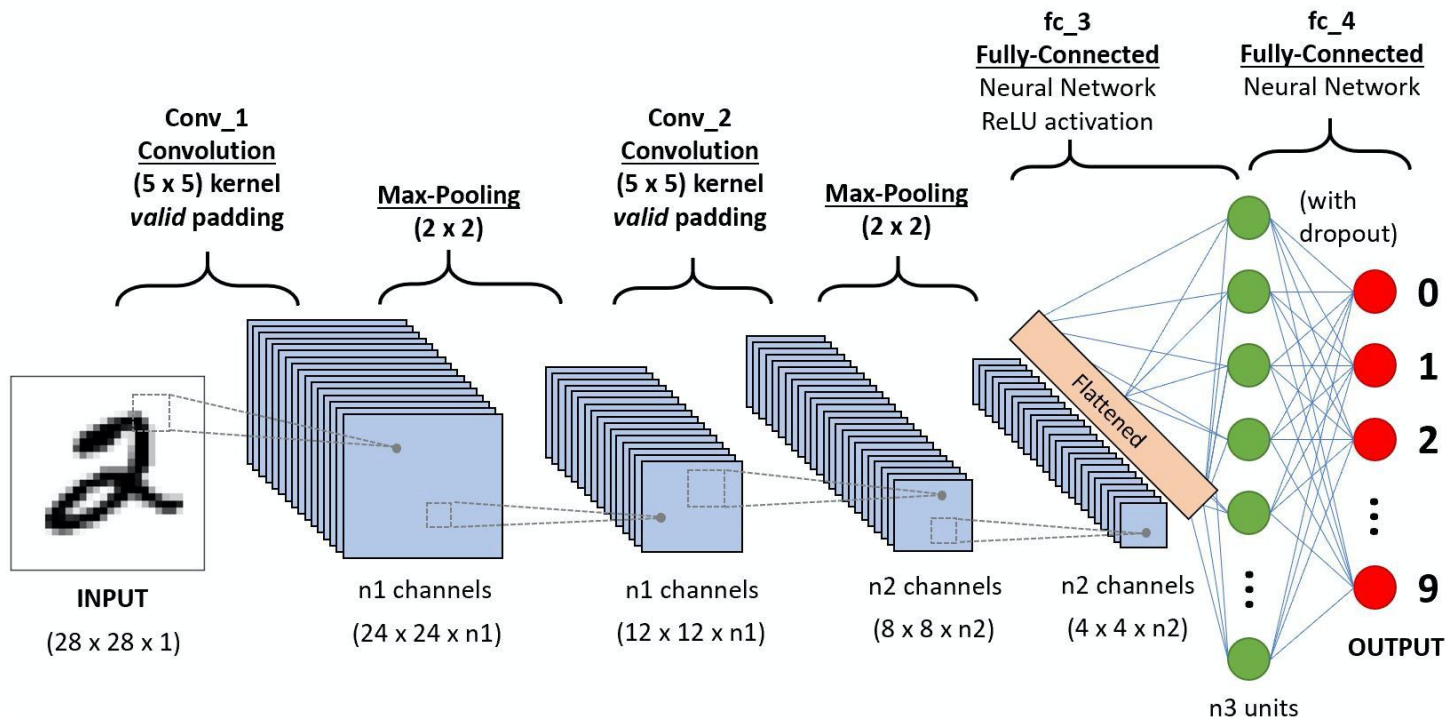 fc_3
Fully-Connected
Neural Network
ReLU activation
fc_4
Fully-Connected
Neural Network
Conv_1
Convolution
(5 x 5) kernel
valid padding
Max-Pooling
(2 x 2)
Conv_2
Convolution
(5 x 5) kernel
valid padding
Max-Pooling
(2 x 2)
(with
dropout)
0
1
2
9
Flattened
INPUT
(28 x 28 x 1)
n1 channels
(24 x 24 x n1)
n1 channels
(12 x 12 x n1)
n2 channels
(8 x 8 x n2)
n2 channels
(4 x 4 x n2)
OUTPUT
n3 units
2